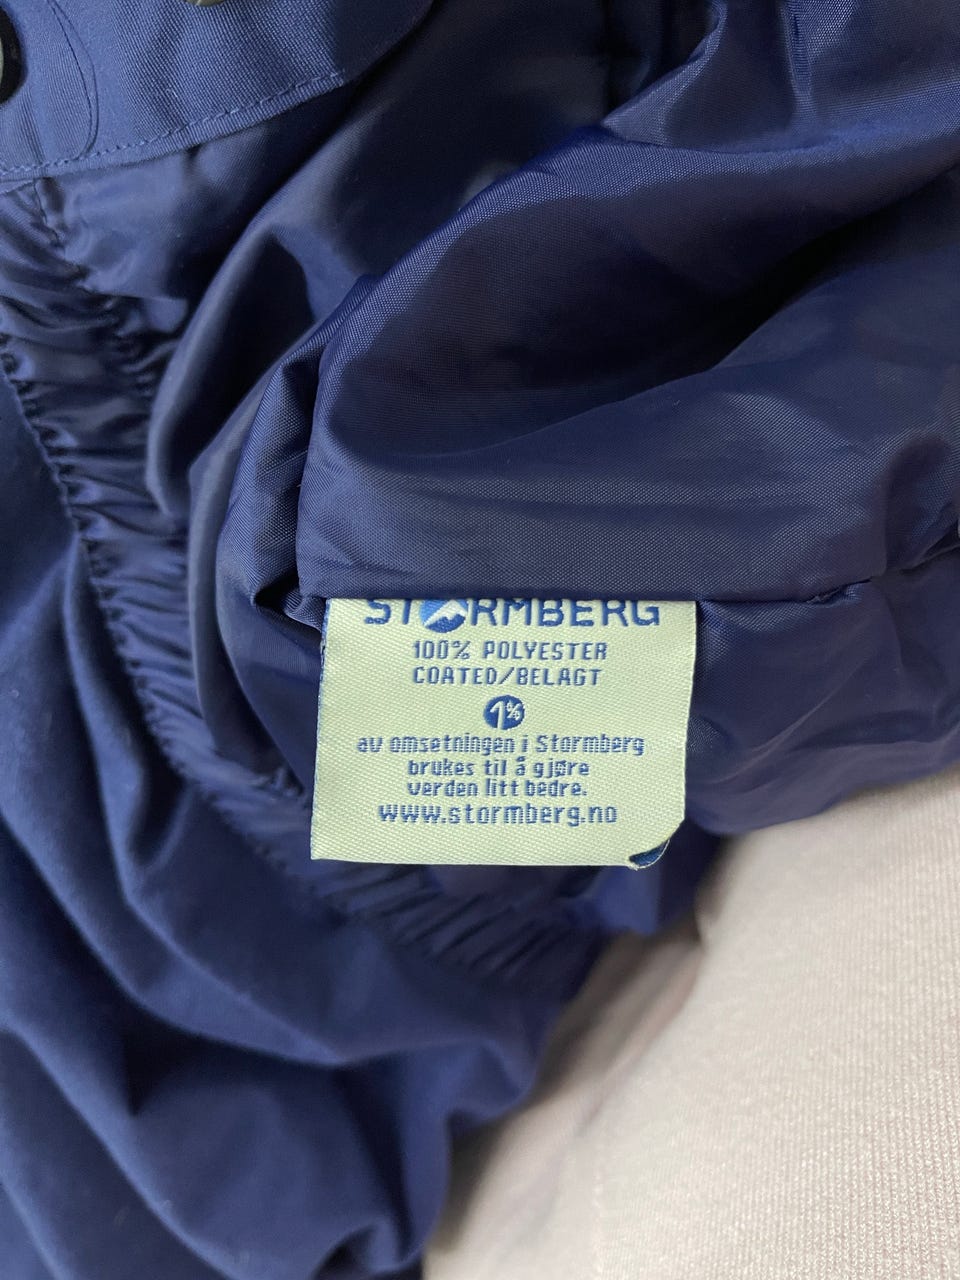 STORMBERG
100% POLYESTER
COATED/BELAGT
1%
av omsetningen i Stormberg
brukes til å gjøre
verden litt bedre.
www.stormberg.no